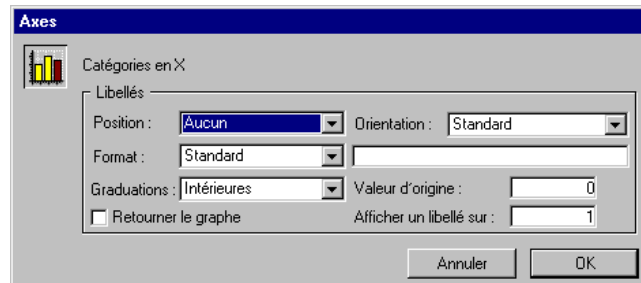 Axes
Catégories en X
Libellés
Position : Aucun Orientation : Standard
Format : Standard
Graduations : Intérieures Valeur d'origine : 0
Retourner le graphe Afficher un libellé sur : 1
Annuler OK